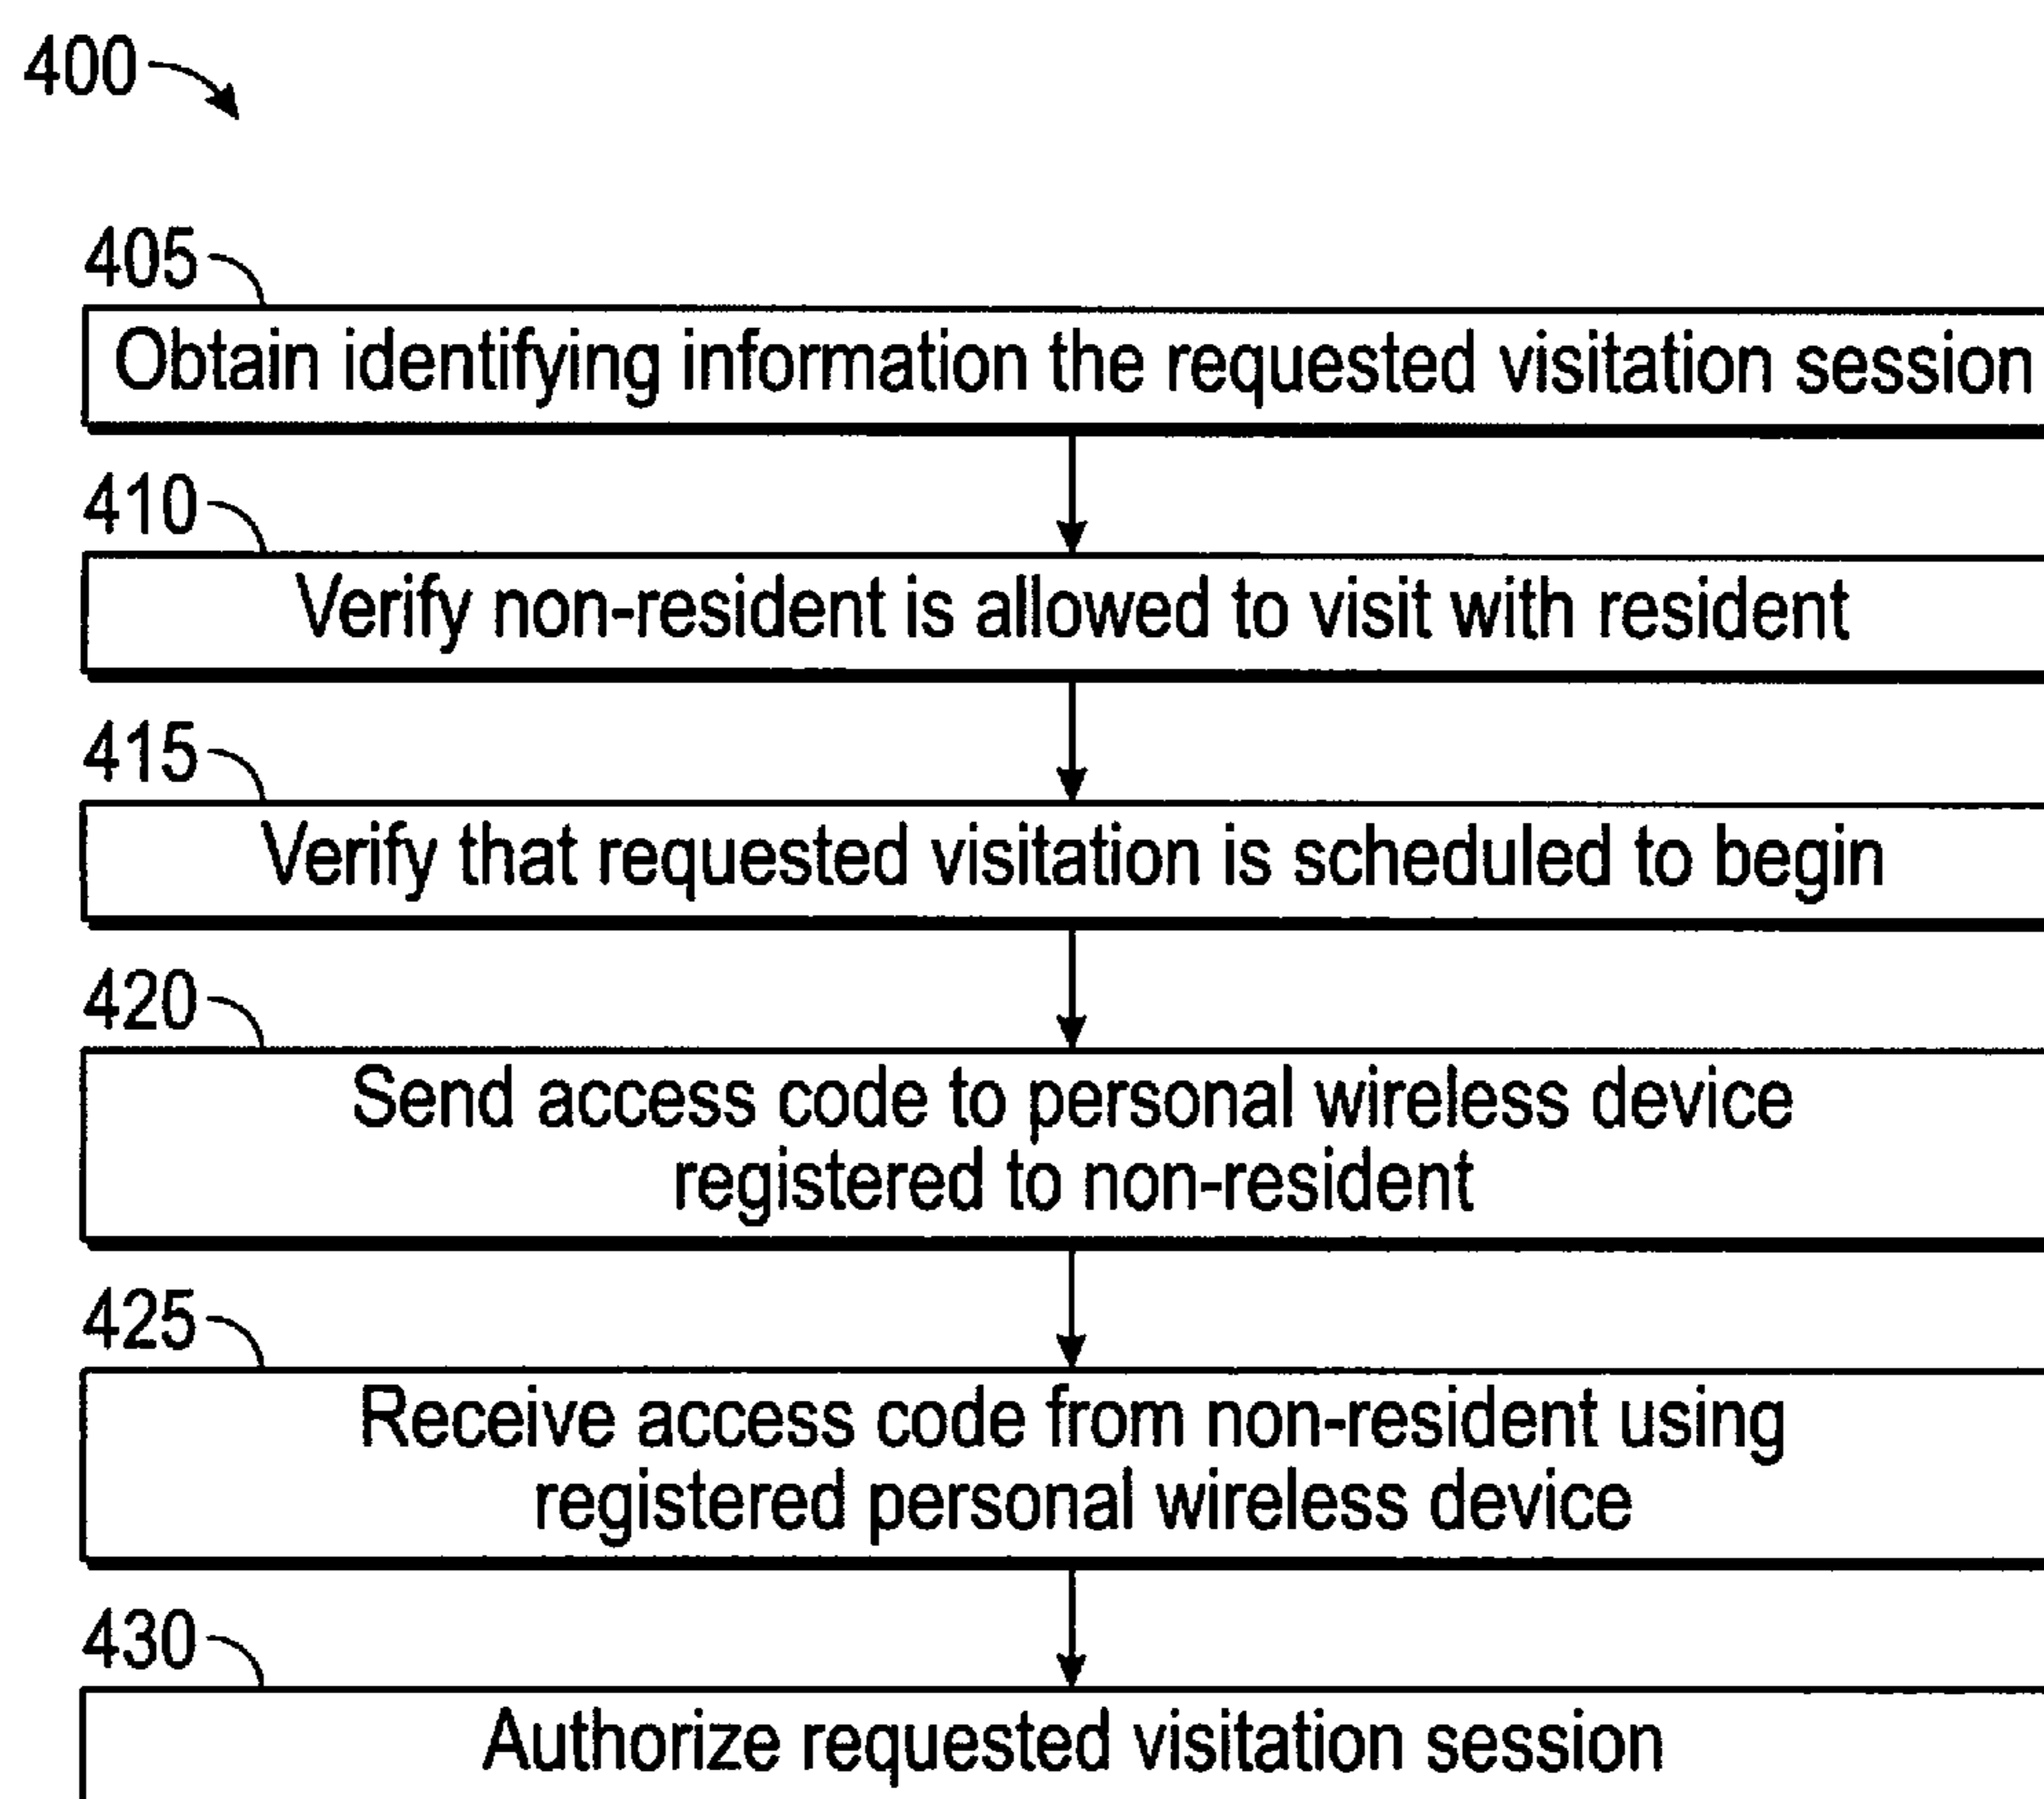 400
405
Obtain identifying information the requested visitation session
410
Verify non-resident is allowed to visit with resident
415
Verify that requested visitation is scheduled to begin
420
Send access code to personal wireless device
registered to non-resident
425
Receive access code from non-resident using
registered personal wireless device
430
Authorize requested visitation session